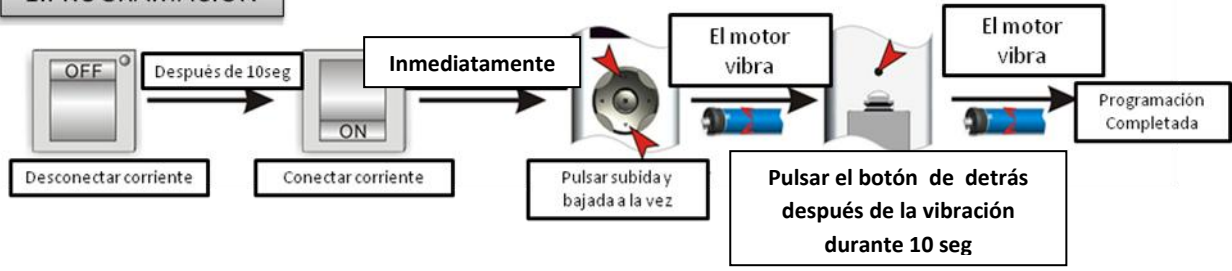 OFF
Después de 10seg
Inmediatamente
El motor
vibra
El motor
vibra
ON
Programación
Completada
Desconectar corriente
Conectar corriente
Pulsar subida y
bajada a la vez
Pulsar el botón de detrás
después de la vibración
durante 10 seg